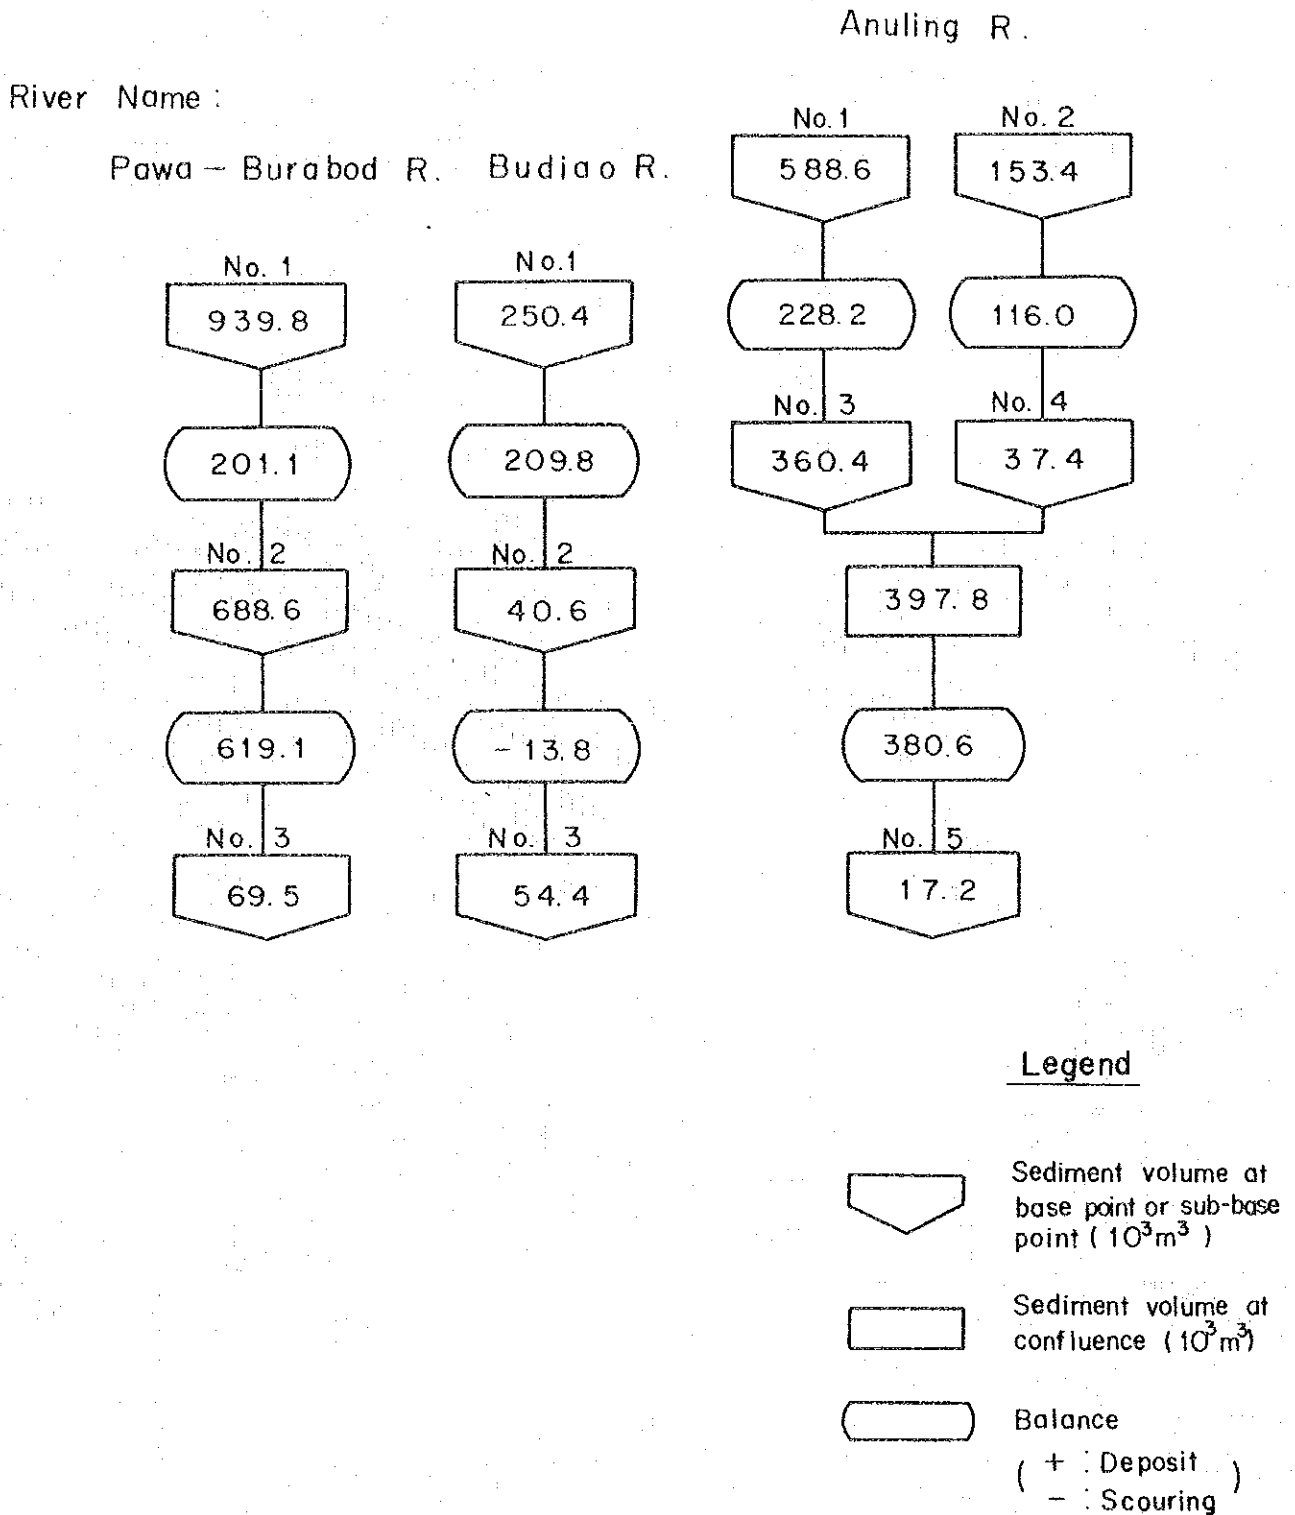 Anuling R.
River Name :
Pawa - Burabod R.
Budiao R.
No. 1
939.8
201.1
No. 2
688.6
619.1
No. 3
69.5
No. 1
250.4
209.8
No. 2
40.6
-13.8
No. 3
54.4
No. 1
588.6
228.2
No. 3
360.4
No. 2
153.4
116.0
No. 4
37.4
397.8
380.6
No. 5
17.2
Legend
Sediment volume at
base point or sub-base
point ( 10³m³ )
Sediment volume at
confluence ( 10³m³)
Balance
( + : Deposit )
- : Scouring